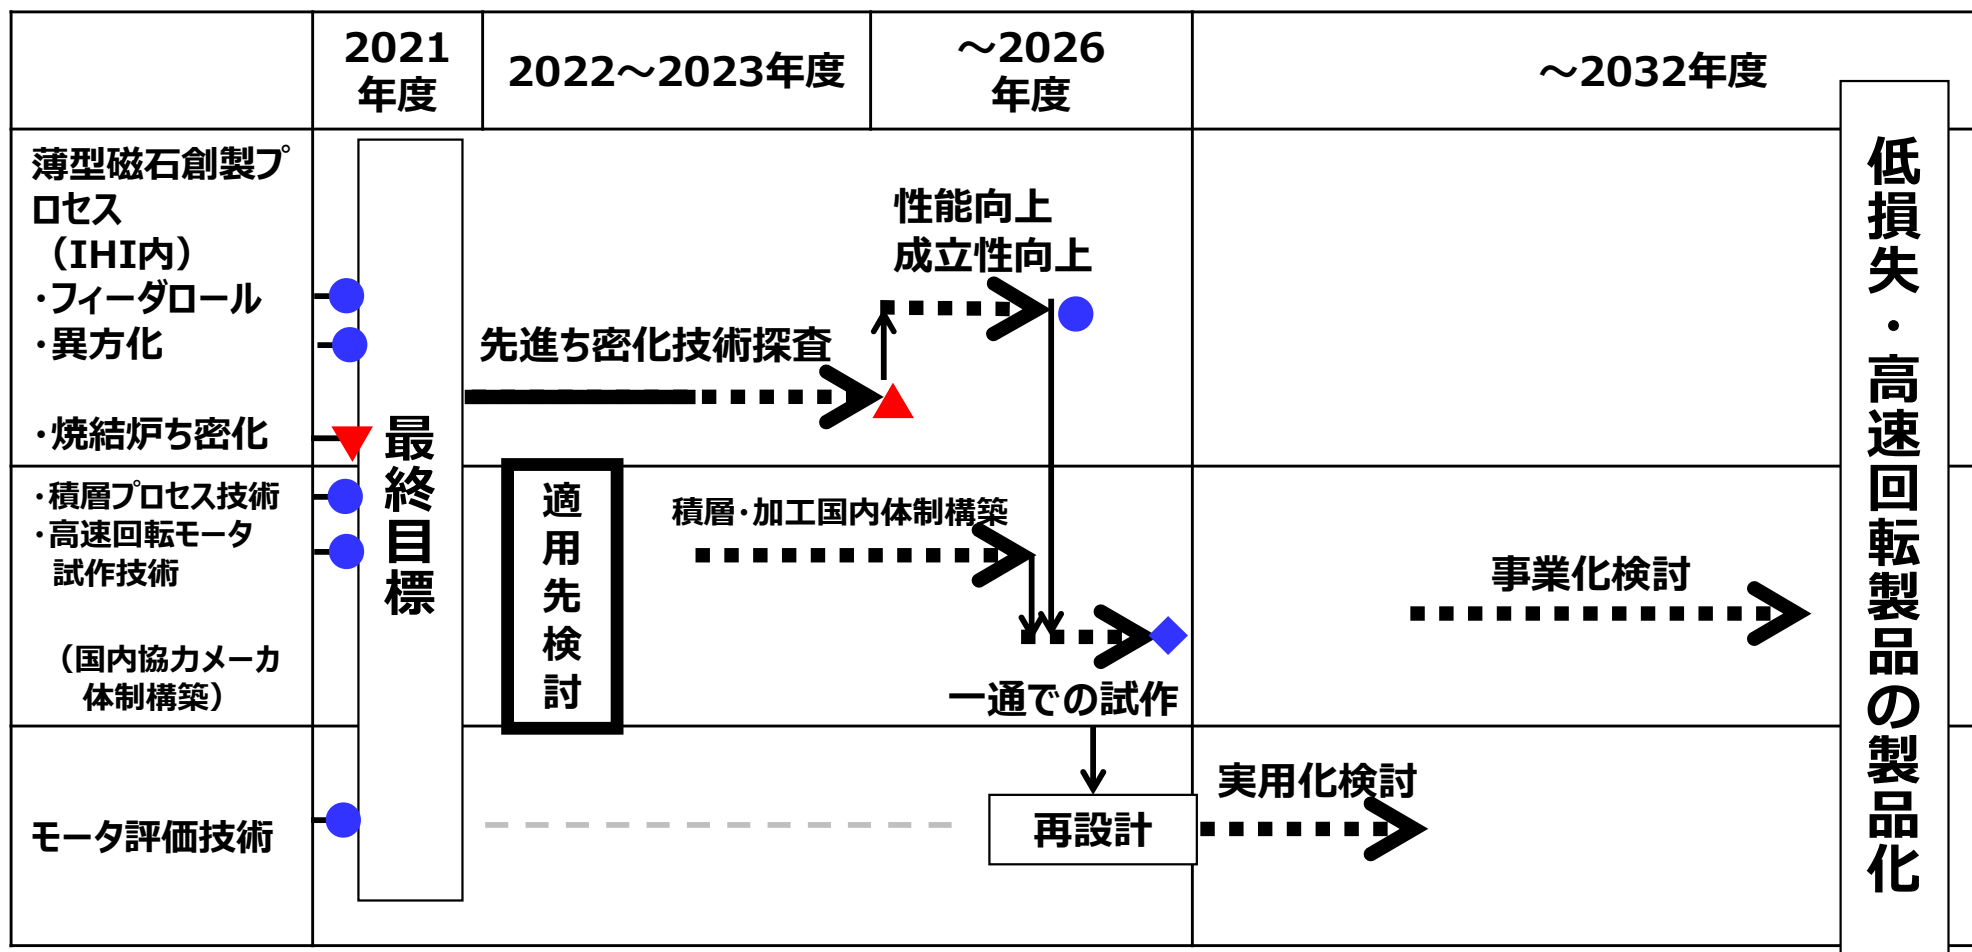 2021
年度
2022～2023年度
～2026
年度
～2032年度
薄型磁石創製プ
ロセス
（IHI内）
・フィーダロール
・異方化
・焼結炉ち密化
最終目標
先進ち密化技術探査
性能向上
成立性向上
・積層プロセス技術
・高速回転モータ
試作技術
（国内協力メーカ
体制構築）
適用先検討
積層・加工国内体制構築
一通での試作
事業化検討
モータ評価技術
再設計
実用化検討
低損失・高速回転製品の製品化